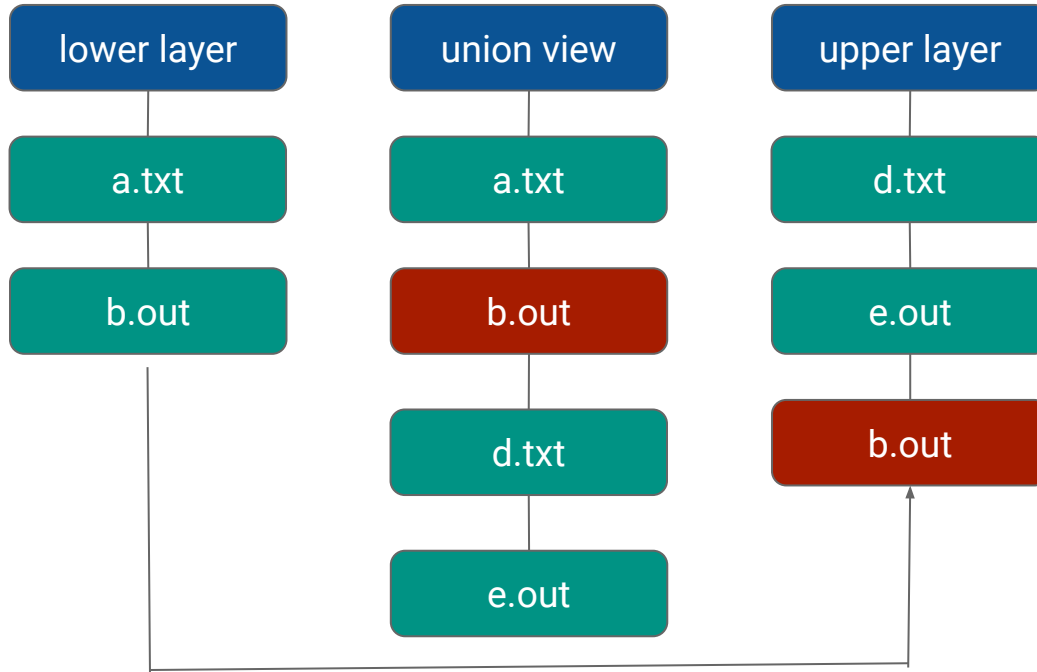 lower layer
a.txt
b.out
union view
a.txt
b.out
d.txt
e.out
upper layer
d.txt
e.out
b.out